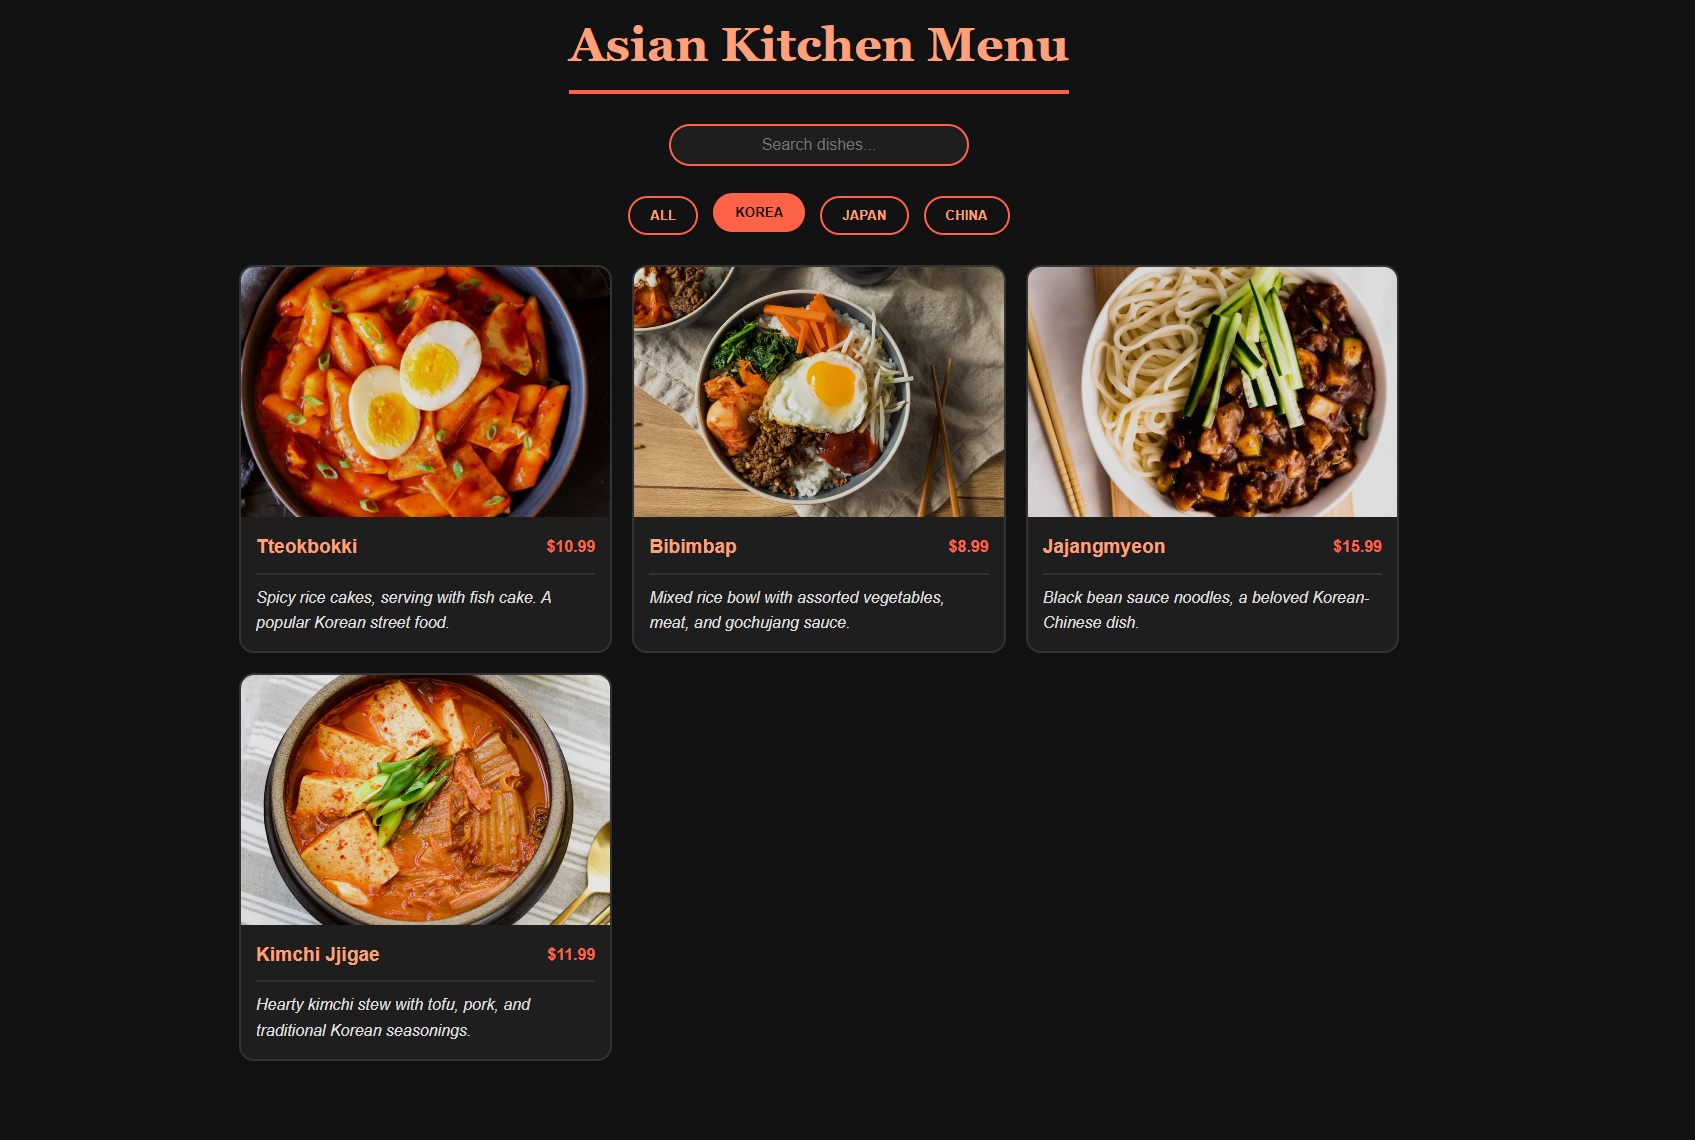 Asian Kitchen Menu
Search dishes...
ALL
KOREA
JAPAN
CHINA
Tteokbokki
$10.99
Spicy rice cakes, serving with fish cake. A
popular Korean street food.
Bibimbap
$8.99
Mixed rice bowl with assorted vegetables,
meat, and gochujang sauce.
Jajangmyeon
$15.99
Black bean sauce noodles, a beloved Korean-
Chinese dish.
Kimchi Jjigae
$11.99
Hearty kimchi stew with tofu, pork, and
traditional Korean seasonings.